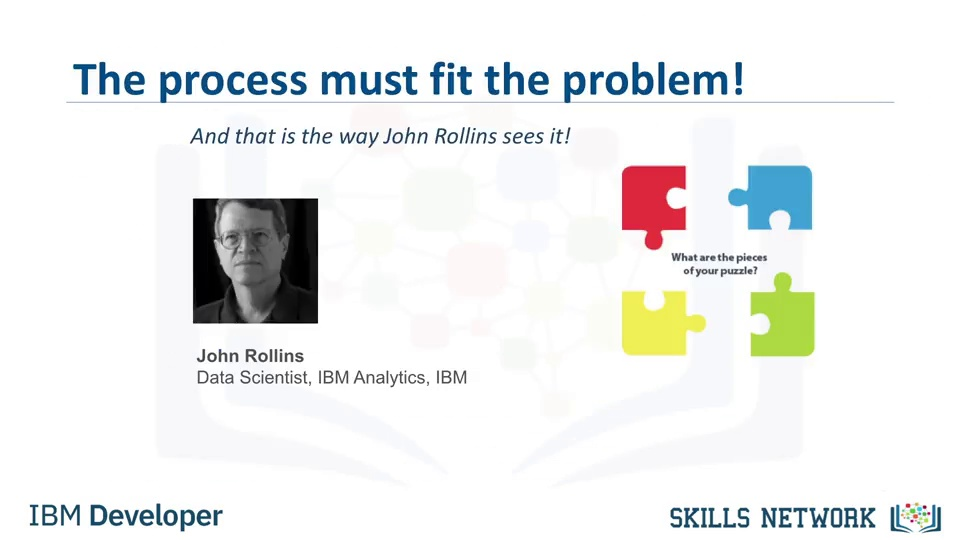 The process must fit the problem!
And that is the way John Rollins sees it!
What are the pieces
of your puzzle?
John Rollins
Data Scientist, IBM Analytics, IBM
IBM Developer
SKILLS NETWORK